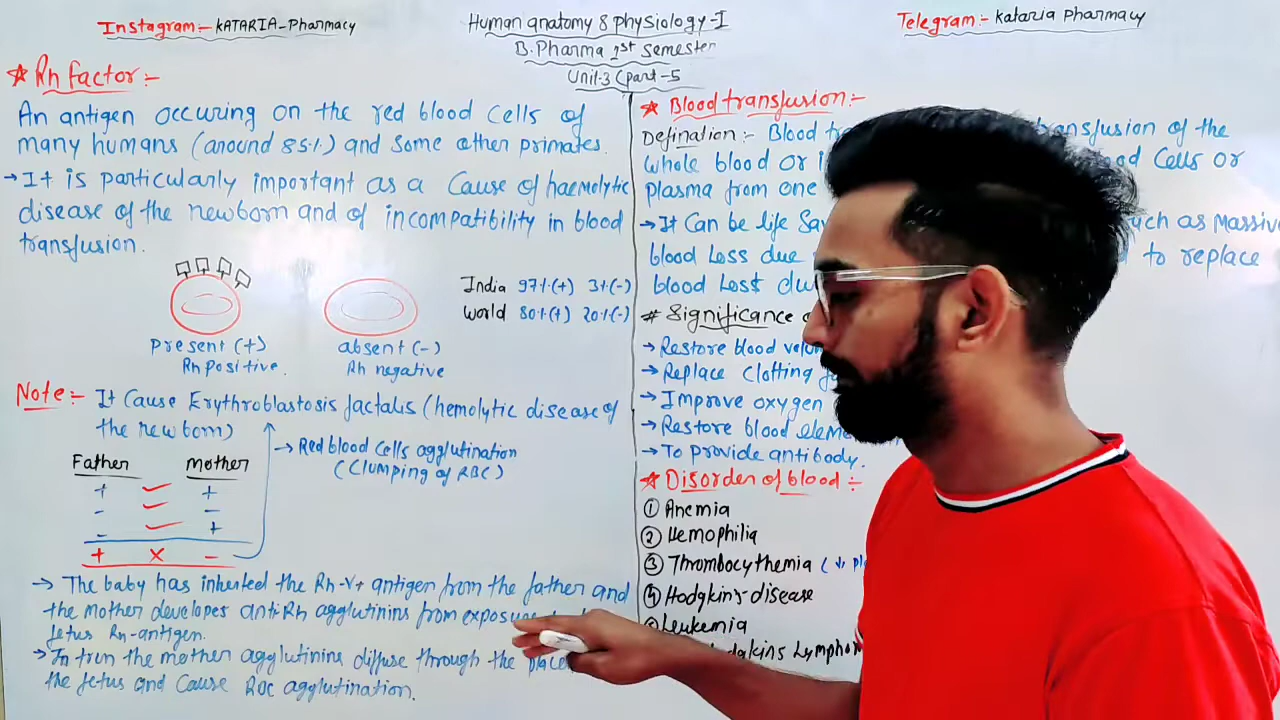 Instagram:- KATARIA-Pharmacy
Human anatomy & physiology-I
B.Pharma 2st semester
Unit:3 (part-5
Telegram:- kataria pharmacy
★ Rh factor:-
An antigen occuring on the red blood cells of
many humans (around 85%) and some other primates.
→ It is particularly important as a cause of haemolytic
disease of the newborn and of incompatibility in blood
transfusion.
present (+)
Rh positive.
absent (-)
Rh negative
India 97% (+) 3% (-)
World 80% (+) 20% (-)
Note:- It cause Erythroblastosis factalis (hemolytic disease of
the newborn)
→ Red blood cells agglutination
(Clumping of RBC)
Father mother
+ ✓ +
- ✓ -
- ✓ +
+ X -
→ The baby has inherited the Rh-v+ antigen from the father and
the mother developes anti-Rh agglutinins from
fetus Rh-antigen.
→ In trun the mother agglutinins diffuse through the
the fetus and cause RBC agglutination.
★ Blood transfusion:-
Defination:- Blood transfusion of the
whole blood or cells or
plasma from one
→ It can be life such as massive
blood loss due to replace
blood lost
# Significance
→ Restore blood
→ Replace clotting
→ Improve oxygen
→ Restore blood
→ To provide antibody.
★ Disorder of blood:-
① Anemia
② Hemophilia
③ Thrombocythemia (
④ Hodgkins-disease
Leukemia